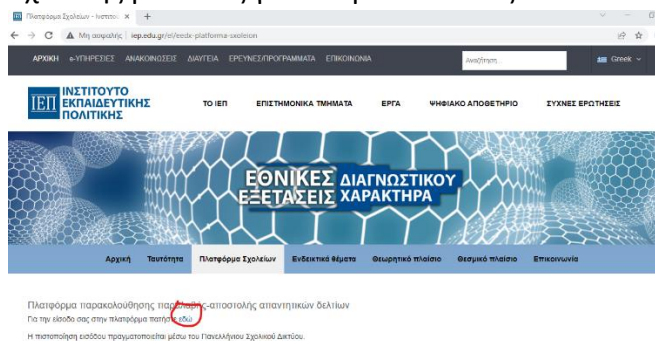 Πλατφόρμα Σχολείων - Ινστιτο
Μη ασφαλής | iep.edu.gr/el/eedx-platforma-sxoleion
ΑΡΧΙΚΗ e-ΥΠΗΡΕΣΙΕΣ ΑΝΑΚΟΙΝΩΣΕΙΣ ΔΙΑΥΓΕΙΑ ΕΡΕΥΝΕΣ/ΠΡΟΓΡΑΜΜΑΤΑ ΕΠΙΚΟΙΝΩΝΙΑ Αναζήτηση... Greek
ΙΕΠ ΙΝΣΤΙΤΟΥΤΟ
ΕΚΠΑΙΔΕΥΤΙΚΗΣ
ΠΟΛΙΤΙΚΗΣ
ΤΟ ΙΕΠ ΕΠΙΣΤΗΜΟΝΙΚΑ ΤΜΗΜΑΤΑ ΕΡΓΑ ΨΗΦΙΑΚΟ ΑΠΟΘΕΤΗΡΙΟ ΣΥΧΝΕΣ ΕΡΩΤΗΣΕΙΣ
ΕΘΝΙΚΕΣ ΔΙΑΓΝΩΣΤΙΚΟΥ
ΕΞΕΤΑΣΕΙΣ ΧΑΡΑΚΤΗΡΑ
Αρχική Ταυτότητα Πλατφόρμα Σχολείων Ενδεικτικά θέματα Θεωρητικό πλαίσιο Θεσμικό πλαίσιο Επικοινωνία
Πλατφόρμα παρακολούθησης παραλαβής-αποστολής απαντητικών δελτίων
Για την είσοδο σας στην πλατφόρμα πατήστε εδώ
Η πιστοποίηση εισόδου πραγματοποιείται μέσω του Πανελλήνιου Σχολικού Δικτύου.